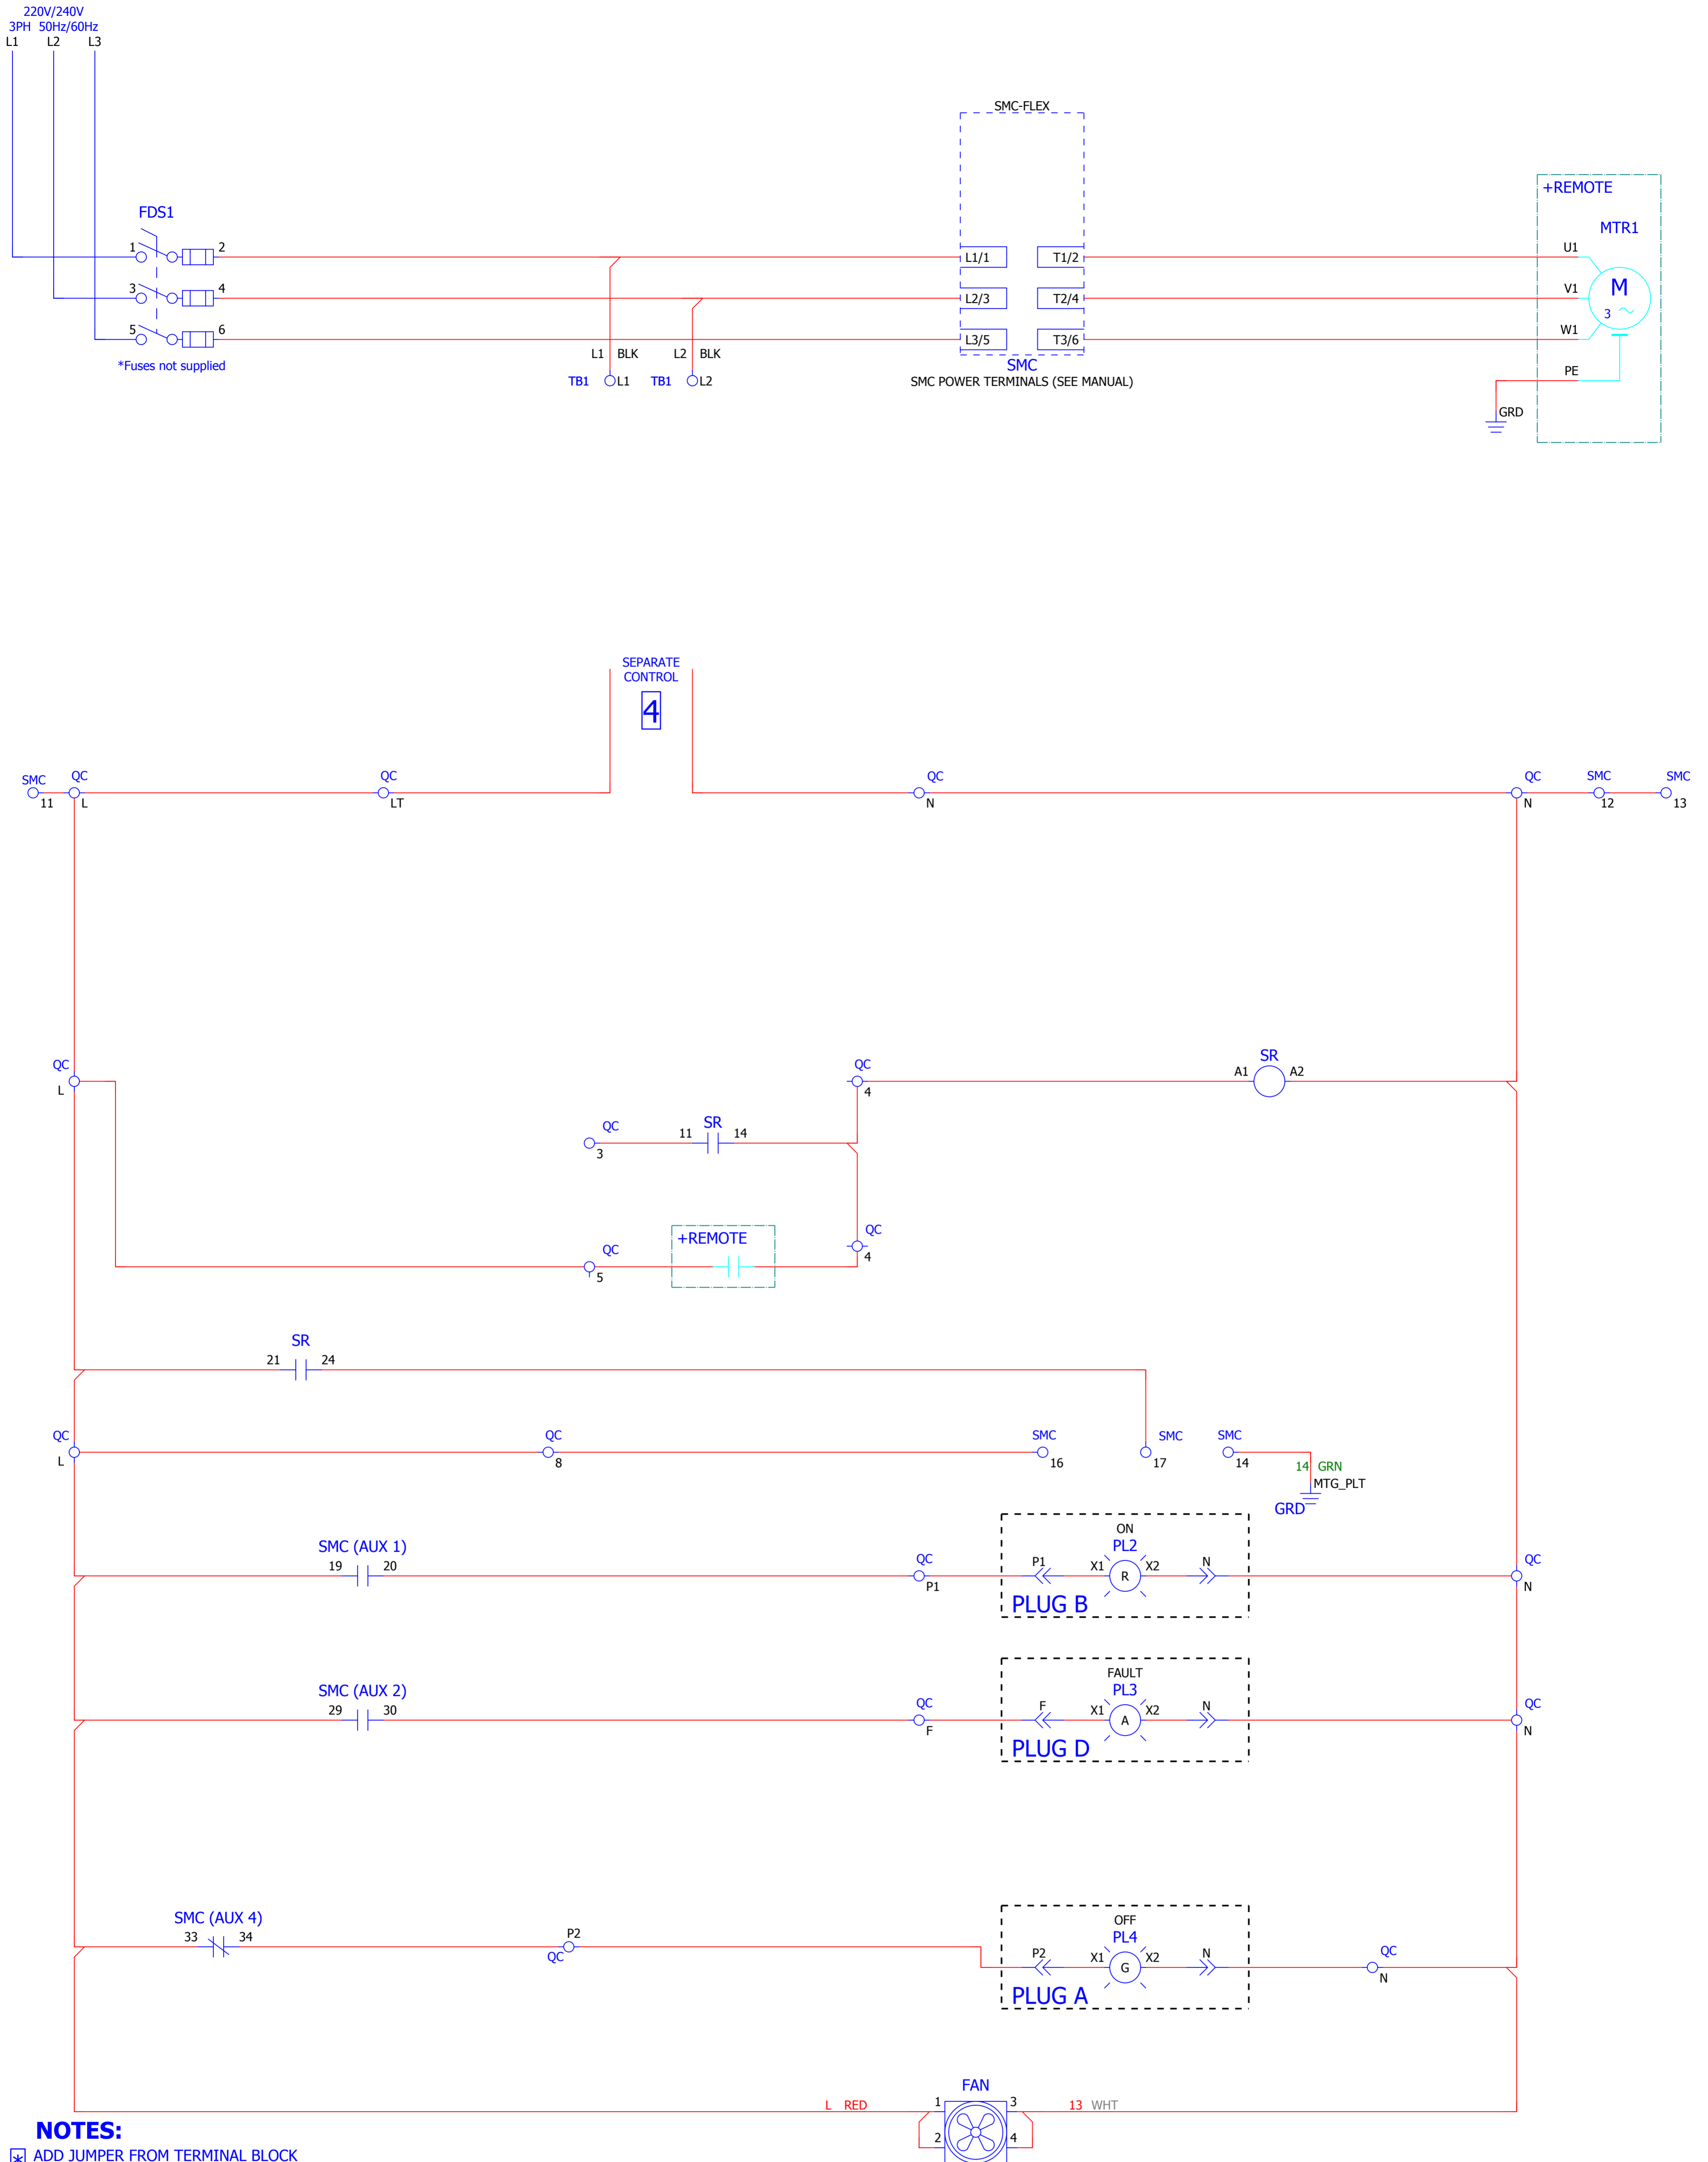 220V/240V
3PH 50Hz/60Hz
L1 L2 L3
SMC-FLEX
+REMOTE
FDS1
MTR1
1 2
L1/1 T1/2
U1
3 4
L2/3 T2/4
V1
M
3
5 6
L3/5 T3/6
W1
*Fuses not supplied
L1 BLK L2 BLK
SMC
PE
TB1 L1 TB1 L2
SMC POWER TERMINALS (SEE MANUAL)
GRD
SEPARATE
CONTROL
4
SMC QC QC QC QC SMC SMC
11 L LT N N 12 13
QC QC SR
L 4 A1 A2
QC SR
3 11 14
QC
4
QC +REMOTE
5
SR
21 24
QC QC SMC SMC SMC
L 8 16 17 14
14 GRN
MTG_PLT
GRD
ON
SMC (AUX 1) PL2
19 20 QC P1 X1 R X2 N QC
P1 N
PLUG B
FAULT
SMC (AUX 2) PL3
29 30 QC F X1 A X2 N QC
F N
PLUG D
OFF
SMC (AUX 4) PL4
33 34 P2
QC
P2 X1 G X2 N QC
N
PLUG A
FAN
L RED 1 3 13 WHT
2 4
NOTES:
* ADD JUMPER FROM TERMINAL BLOCK